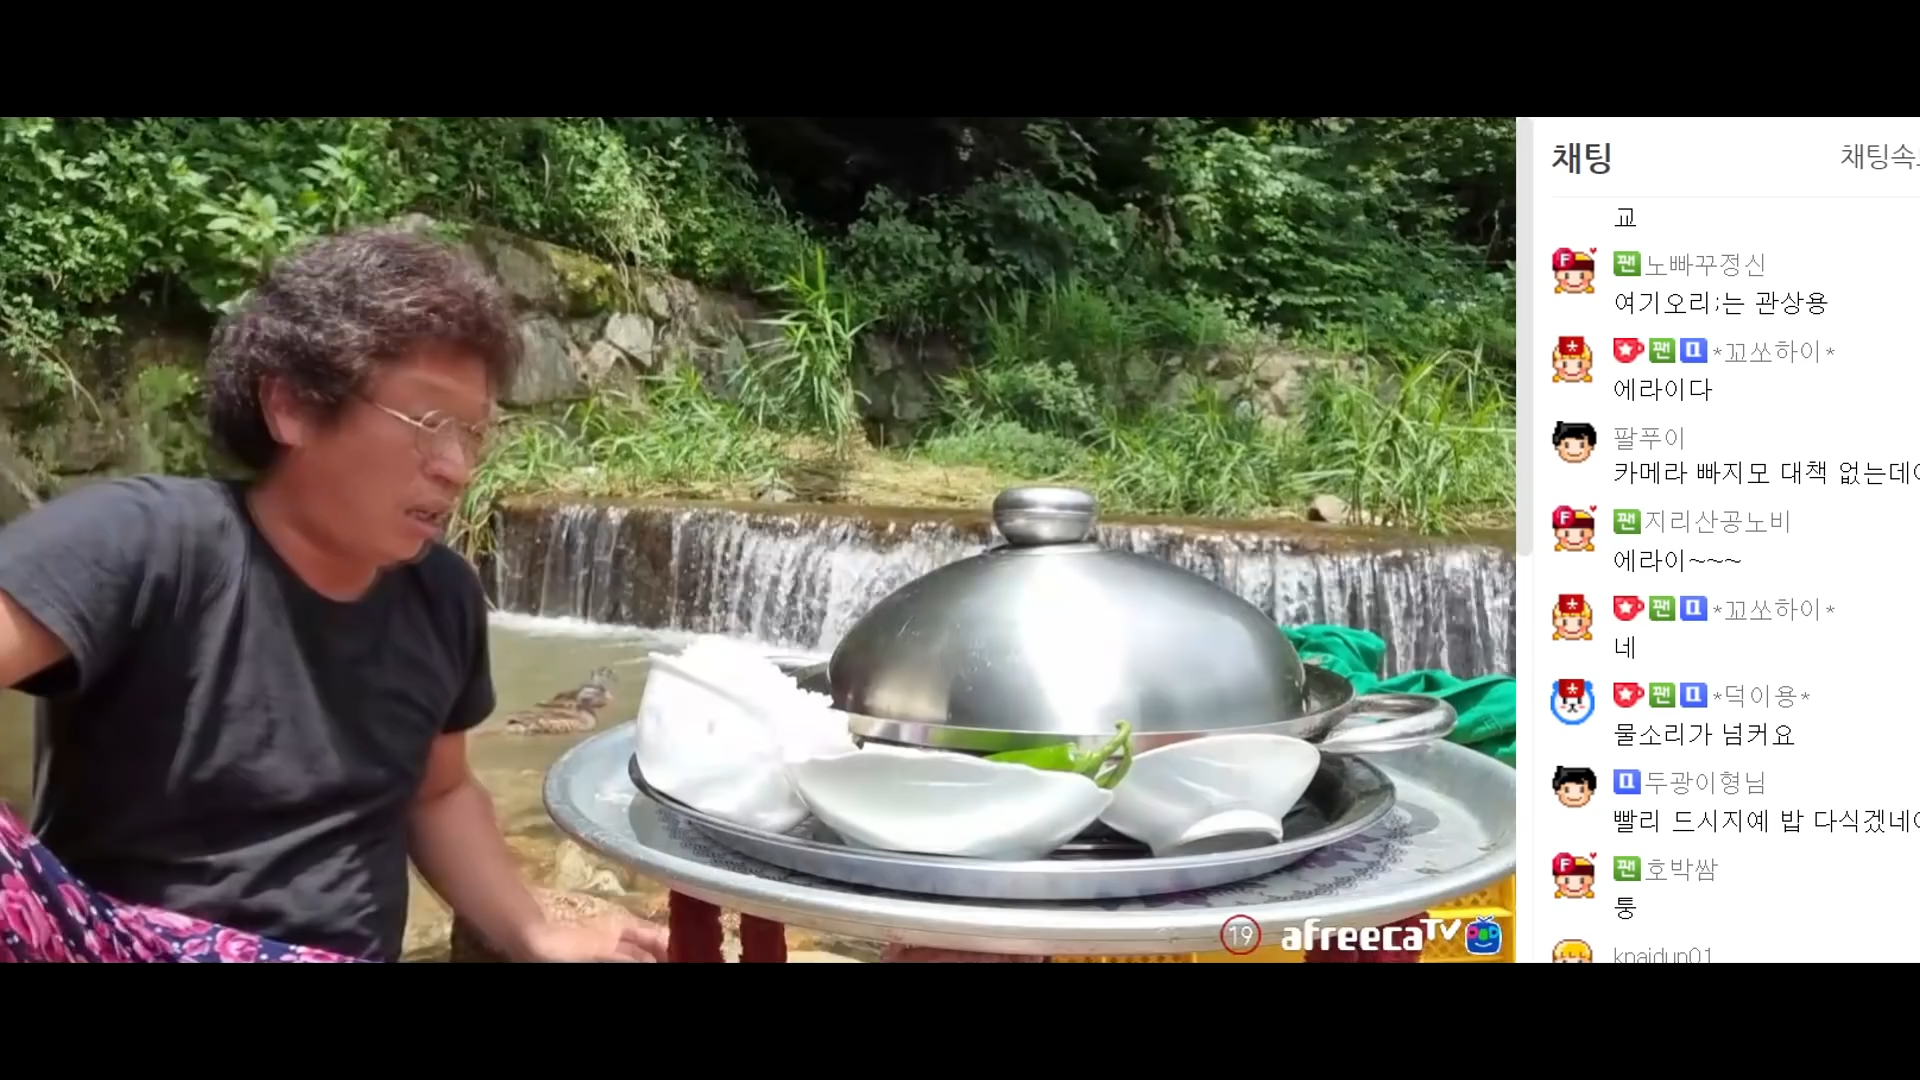 채팅
교
팬 노빠꾸정신
여기오리;는 관상용
팬 *꼬쏘하이*
에라이다
팔푸이
카메라 빠지모 대책 없는데
팬 지리산공노비
에라이~~~
팬 *꼬쏘하이*
네
팬 *덕이용*
물소리가 넘커요
두광이형님
빨리 드시지예 밥 다식겠네
팬 호박쌈
퉁
19 afreecaTV